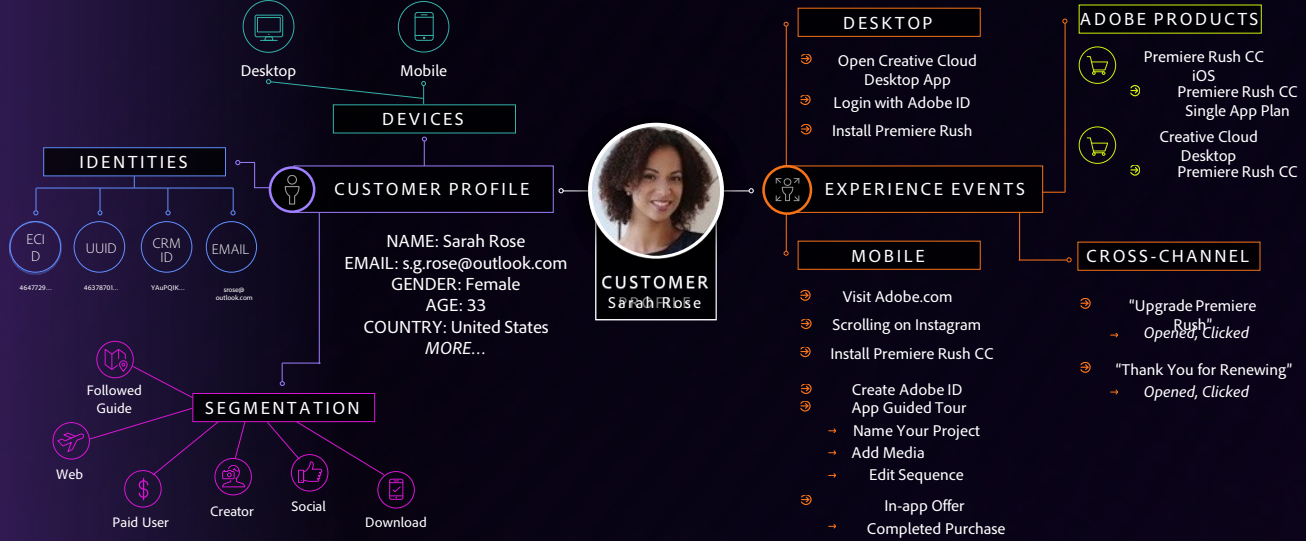 Desktop
Mobile
DEVICES
IDENTITIES
ECI
D
UUID
CRM
ID
EMAIL
4647729...
46378701...
YAuPQIK...
srose@
outlook.com
CUSTOMER PROFILE
NAME: Sarah Rose
EMAIL: s.g.rose@outlook.com
GENDER: Female
AGE: 33
COUNTRY: United States
MORE...
SEGMENTATION
Followed
Guide
Web
Paid User
Creator
Social
Download
CUSTOMER
PROFILE
Sarah Rose
EXPERIENCE EVENTS
DESKTOP
Open Creative Cloud
Desktop App
Login with Adobe ID
Install Premiere Rush
MOBILE
Visit Adobe.com
Scrolling on Instagram
Install Premiere Rush CC
Create Adobe ID
App Guided Tour
Name Your Project
Add Media
Edit Sequence
In-app Offer
Completed Purchase
ADOBE PRODUCTS
Premiere Rush CC
iOS
Premiere Rush CC
Single App Plan
Creative Cloud
Desktop
Premiere Rush CC
CROSS-CHANNEL
“Upgrade Premiere
Rush”
Opened, Clicked
“Thank You for Renewing”
Opened, Clicked